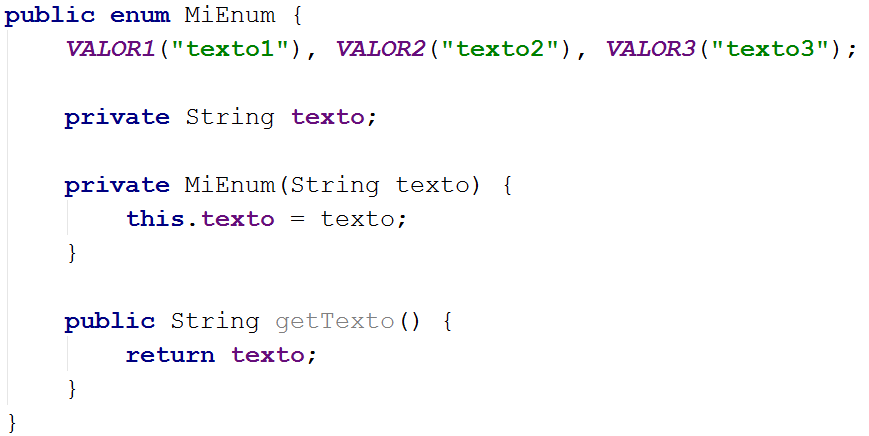 public enum MiEnum {
    VALOR1("texto1"), VALOR2("texto2"), VALOR3("texto3");
    private String texto;
    private MiEnum(String texto) {
        this.texto = texto;
    }
    public String getTexto() {
        return texto;
    }
}